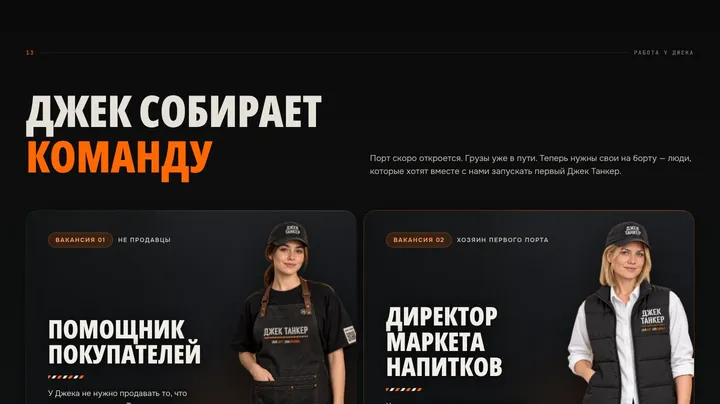 13
РАБОТА У ДЖЕКА
ДЖЕК СОБИРАЕТ
КОМАНДУ
Порт скоро откроется. Грузы уже в пути. Теперь нужны свои на борту — люди,
которые хотят вместе с нами запускать первый Джек Танкер.
ВАКАНСИЯ 01 НЕ ПРОДАВЦЫ
ПОМОЩНИК
ПОКУПАТЕЛЕЙ
У Джека не нужно продавать то, что
ДЖЕК
ТАНКЕР
ДЖЕК ТАНКЕР
ВАКАНСИЯ 02 ХОЗЯИН ПЕРВОГО ПОРТА
ДИРЕКТОР
МАРКЕТА
НАПИТКОВ
ДЖЕК
ТАНКЕР
ДЖЕК
ТАНКЕР